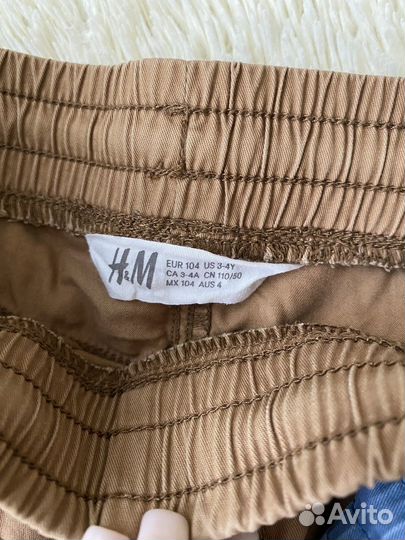 H&M
EUR 104 US 3-4Y
CA 3-4A CN 110/50
MX 104 AUS 4
Avito